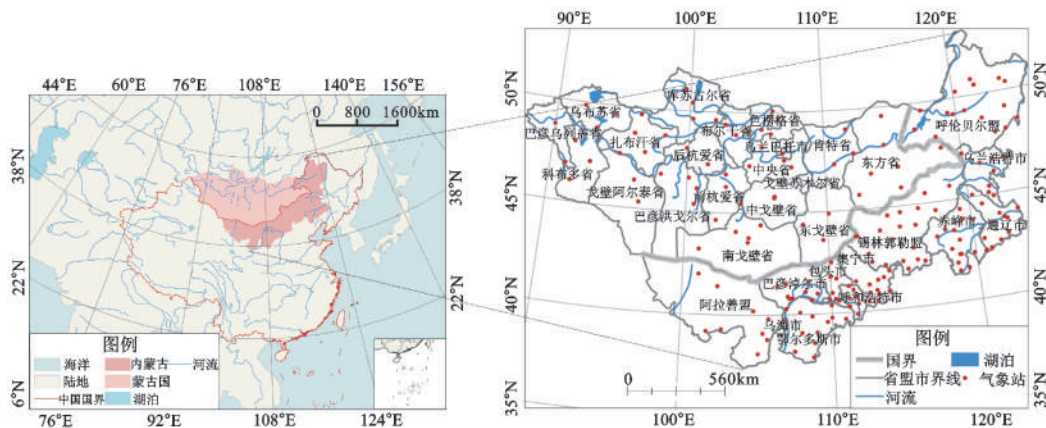 44°E 60°E 76°E 92°E 108°E 124°E 140°E 156°E
0 800 1600km
38°N
22°N
6°N
38°N
22°N
图例
海洋 内蒙古 河流
陆地 蒙古国
中国国界 湖泊
76°E 92°E 108°E 124°E
90°E 100°E 110°E 120°E
50°N
45°N
40°N
35°N
50°N
45°N
40°N
35°N
库苏古尔省
乌布苏省
色楞格省
呼伦贝尔盟
巴彦乌列盖省
扎布汗省
布尔干省
乌兰巴托市
肯特省
后杭爱省
东方省
乌兰浩特市
科布多省
中央省
戈壁阿尔泰省
前杭爱省
戈壁苏木尔省
巴彦洪戈尔省
中戈壁省
东戈壁省
赤峰市
通辽市
南戈壁省
锡林郭勒盟
集宁市
包头市
巴彦淖尔市
呼和浩特市
阿拉善盟
乌海市
鄂尔多斯市
图例
国界 湖泊
省盟市界线 气象站
河流
0 560km
100°E 110°E 120°E